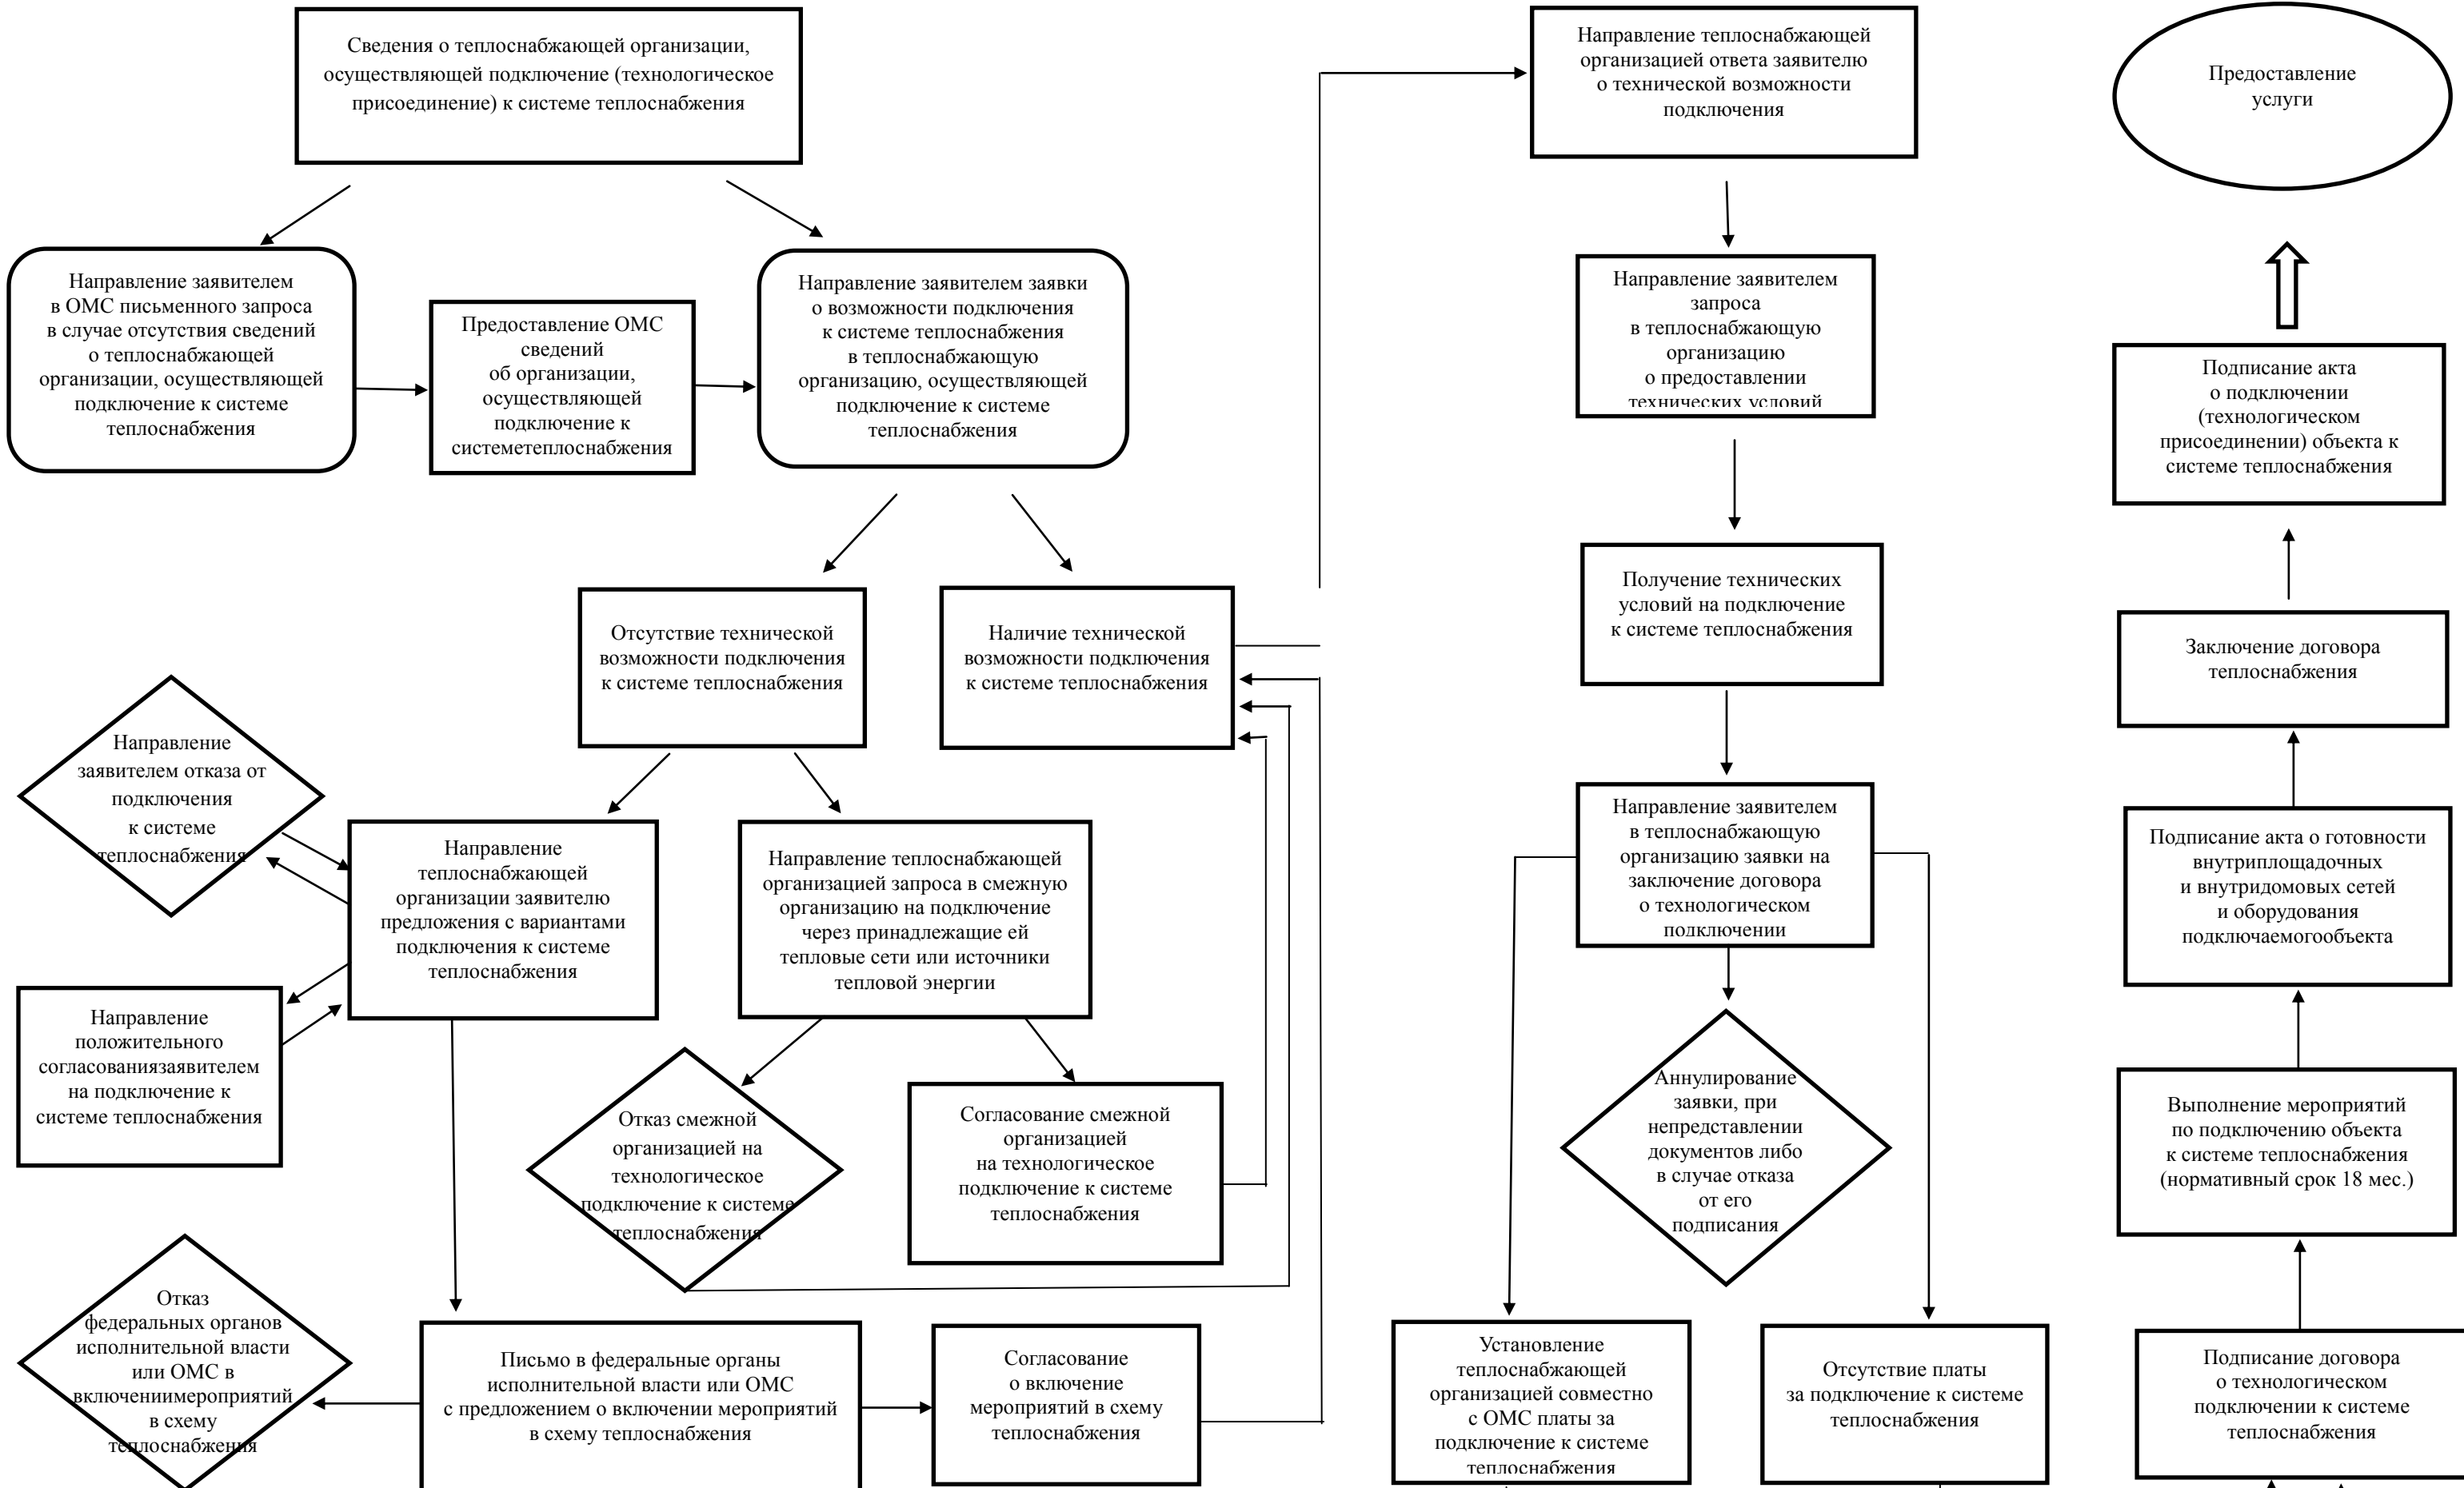 Сведения о теплоснабжающей организации,
осуществляющей подключение (технологическое
присоединение) к системе теплоснабжения
Направление заявителем
в ОМС письменного запроса
в случае отсутствия сведений
о теплоснабжающей
организации, осуществляющей
подключение к системе
теплоснабжения
Предоставление ОМС
сведений
об организации,
осуществляющей
подключение к
системетеплоснабжения
Направление заявителем заявки
о возможности подключения
к системе теплоснабжения
в теплоснабжающую
организацию, осуществляющей
подключение к системе
теплоснабжения
Отсутствие технической
возможности подключения
к системе теплоснабжения
Наличие технической
возможности подключения
к системе теплоснабжения
Направление
заявителем отказа от
подключения
к системе
теплоснабжения
Направление
теплоснабжающей
организации заявителю
предложения с вариантами
подключения к системе
теплоснабжения
Направление теплоснабжающей
организацией запроса в смежную
организацию на подключение
через принадлежащие ей
тепловые сети или источники
тепловой энергии
Направление
положительного
согласованиязаявителем
на подключение к
системе теплоснабжения
Отказ смежной
организацией на
технологическое
подключение к системе
теплоснабжения
Согласование смежной
организацией
на технологическое
подключение к системе
теплоснабжения
Отказ
федеральных органов
исполнительной власти
или ОМС в
включениимероприятий
в схему
теплоснабжения
Письмо в федеральные органы
исполнительной власти или ОМС
с предложением о включении мероприятий
в схему теплоснабжения
Согласование
о включение
мероприятий в схему
теплоснабжения
Направление теплоснабжающей
организацией ответа заявителю
о технической возможности
подключения
Направление заявителем
запроса
в теплоснабжающую
организацию
о предоставлении
технических условий
Получение технических
условий на подключение
к системе теплоснабжения
Направление заявителем
в теплоснабжающую
организацию заявки на
заключение договора
о технологическом
подключении
Аннулирование
заявки, при
непредставлении
документов либо
в случае отказа
от его
подписания
Установление
теплоснабжающей
организацией совместно
с ОМС платы за
подключение к системе
теплоснабжения
Отсутствие платы
за подключение к системе
теплоснабжения
Предоставление
услуги
Подписание акта
о подключении
(технологическом
присоединении) объекта к
системе теплоснабжения
Заключение договора
теплоснабжения
Подписание акта о готовности
внутриплощадочных
и внутридомовых сетей
и оборудования
подключаемогообъекта
Выполнение мероприятий
по подключению объекта
к системе теплоснабжения
(нормативный срок 18 мес.)
Подписание договора
о технологическом
подключении к системе
теплоснабжения